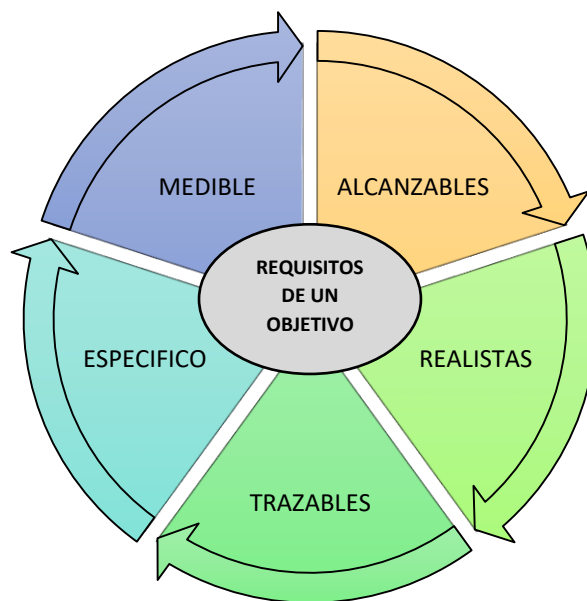 MEDIBLE
ALCANZABLES
REQUISITOS
DE UN
OBJETIVO
ESPECIFICO
REALISTAS
TRAZABLES